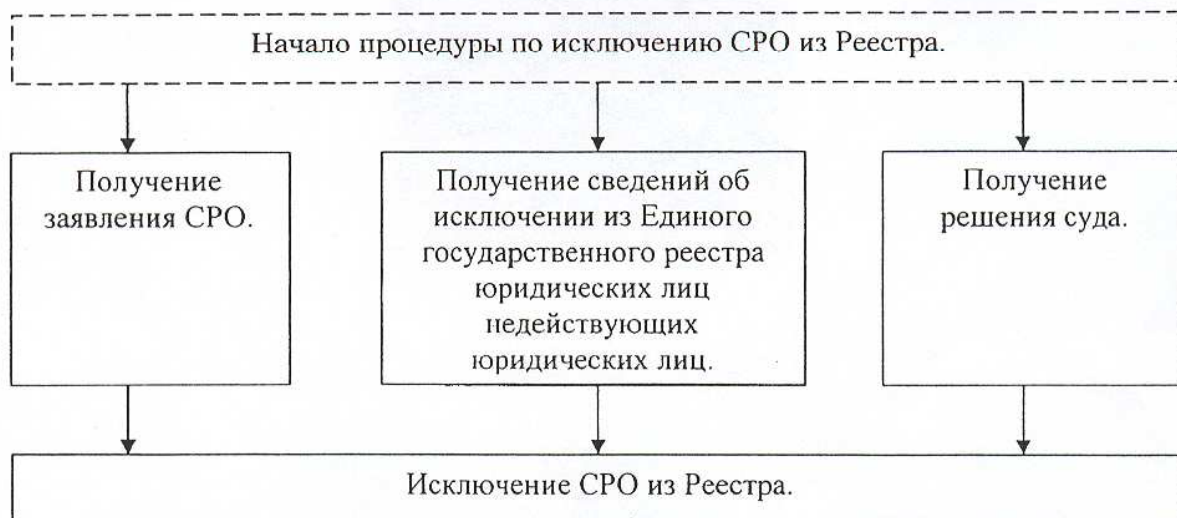 Начало процедуры по исключению СРО из Реестра.
Получение
заявления СРО.
Получение сведений об
исключении из Единого
государственного реестра
юридических лиц
недействующих
юридических лиц.
Получение
решения суда.
Исключение СРО из Реестра.